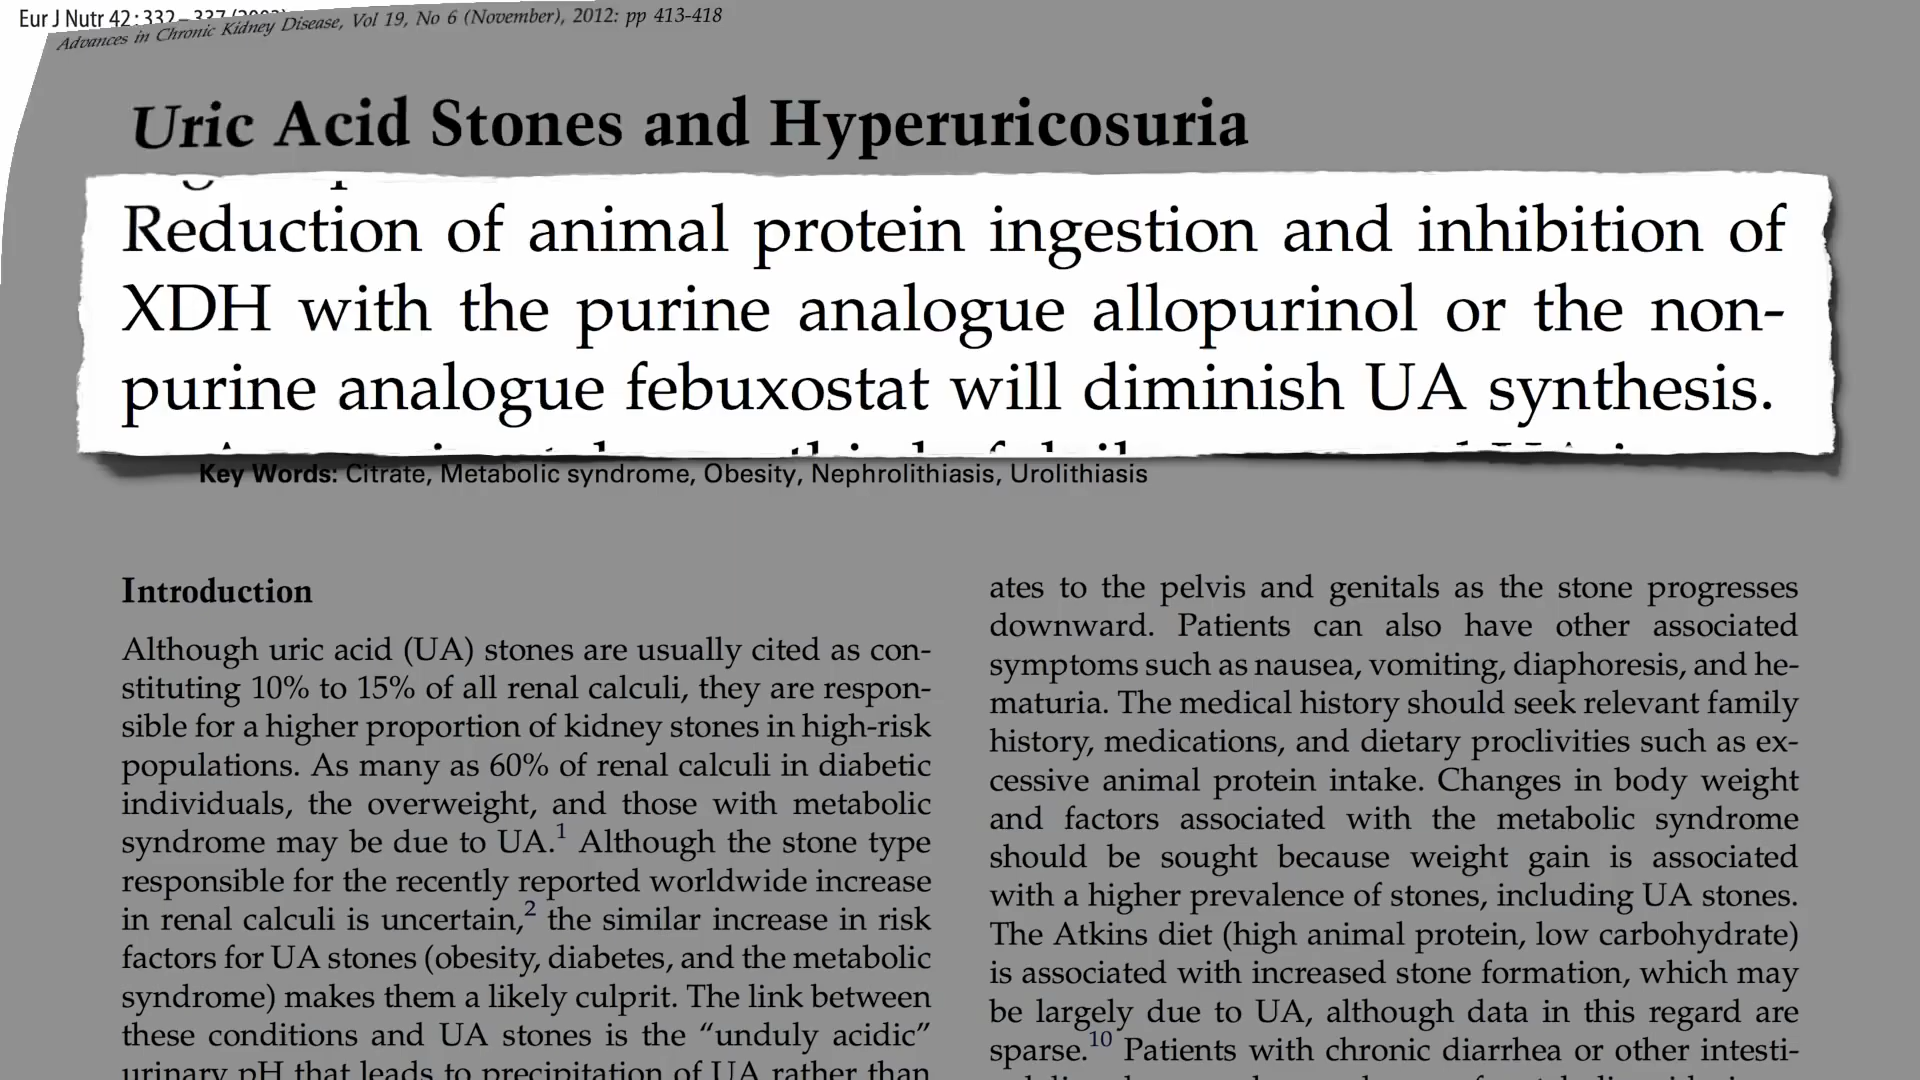 Eur J Nutr 42: 332–337
Advances in Chronic Kidney Disease, Vol 19, No 6 (November), 2012: pp 413-418
Uric Acid Stones and Hyperuricosuria
Reduction of animal protein ingestion and inhibition of
XDH with the purine analogue allopurinol or the non-
purine analogue febuxostat will diminish UA synthesis.
Key Words: Citrate, Metabolic syndrome, Obesity, Nephrolithiasis, Urolithiasis
Introduction
Although uric acid (UA) stones are usually cited as con-
stituting 10% to 15% of all renal calculi, they are respon-
sible for a higher proportion of kidney stones in high-risk
populations. As many as 60% of renal calculi in diabetic
individuals, the overweight, and those with metabolic
syndrome may be due to UA.1 Although the stone type
responsible for the recently reported worldwide increase
in renal calculi is uncertain,2 the similar increase in risk
factors for UA stones (obesity, diabetes, and the metabolic
syndrome) makes them a likely culprit. The link between
these conditions and UA stones is the “unduly acidic”
urinary pH that leads to precipitation of UA rather than
ates to the pelvis and genitals as the stone progresses
downward. Patients can also have other associated
symptoms such as nausea, vomiting, diaphoresis, and he-
maturia. The medical history should seek relevant family
history, medications, and dietary proclivities such as ex-
cessive animal protein intake. Changes in body weight
and factors associated with the metabolic syndrome
should be sought because weight gain is associated
with a higher prevalence of stones, including UA stones.
The Atkins diet (high animal protein, low carbohydrate)
is associated with increased stone formation, which may
be largely due to UA, although data in this regard are
sparse.10 Patients with chronic diarrhea or other intesti-